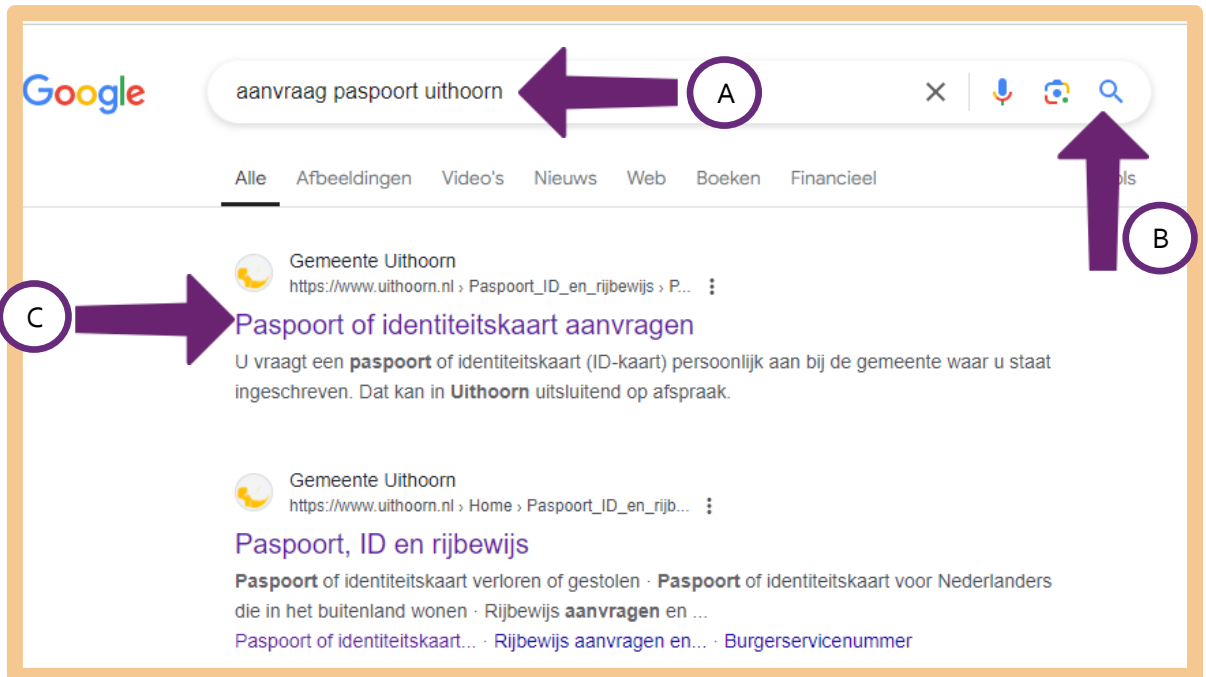 Google
aanvraag paspoort uithoorn
A
Alle Afbeeldingen Video's Nieuws Web Boeken Financieel
B
Gemeente Uithoorn
https://www.uithoorn.nl › Paspoort_ID_en_rijbewijs › P...
C
Paspoort of identiteitskaart aanvragen
U vraagt een paspoort of identiteitskaart (ID-kaart) persoonlijk aan bij de gemeente waar u staat
ingeschreven. Dat kan in Uithoorn uitsluitend op afspraak.
Gemeente Uithoorn
https://www.uithoorn.nl › Home › Paspoort_ID_en_rijb...
Paspoort, ID en rijbewijs
Paspoort of identiteitskaart verloren of gestolen · Paspoort of identiteitskaart voor Nederlanders
die in het buitenland wonen · Rijbewijs aanvragen en ...
Paspoort of identiteitskaart... · Rijbewijs aanvragen en... · Burgerservicenummer